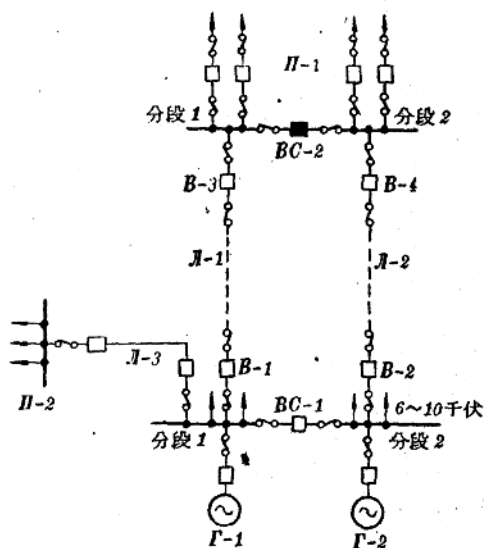 П-1
分段 1
分段 2
ВС-2
В-3
В-4
Л-1
Л-2
Л-3
В-1
В-2
П-2
ВС-1
6~10千伏
分段 1
分段 2
Г-1
Г-2